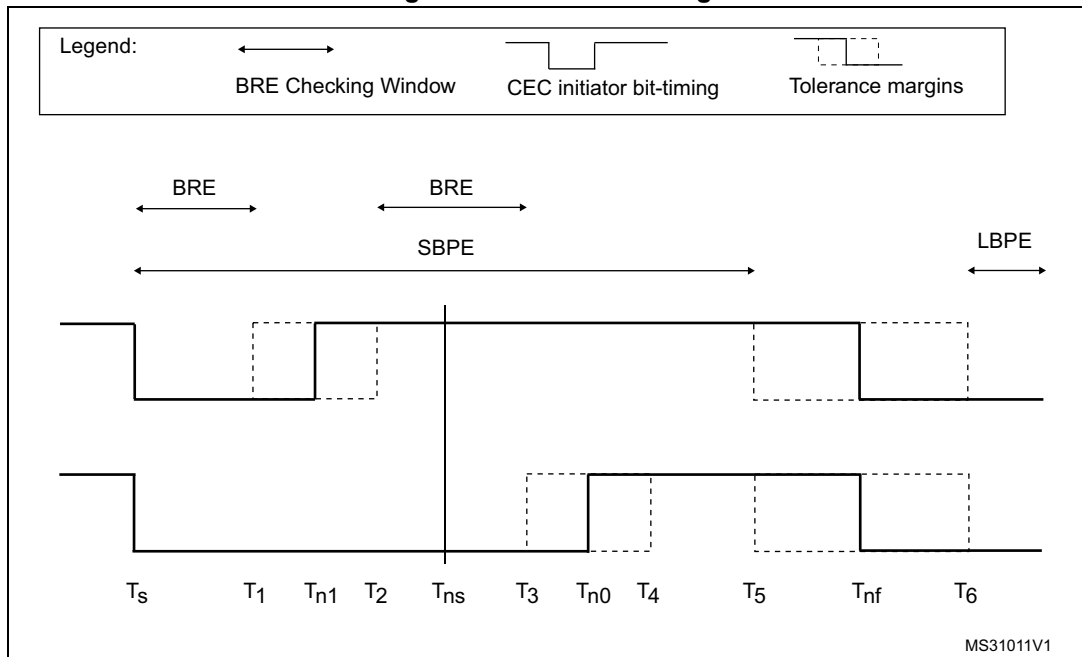 Legend:
BRE Checking Window
CEC initiator bit-timing
Tolerance margins
BRE
BRE
SBPE
LBPE
Ts T1 Tn1 T2 Tns T3 Tn0 T4 T5 Tnf T6
MS31011V1